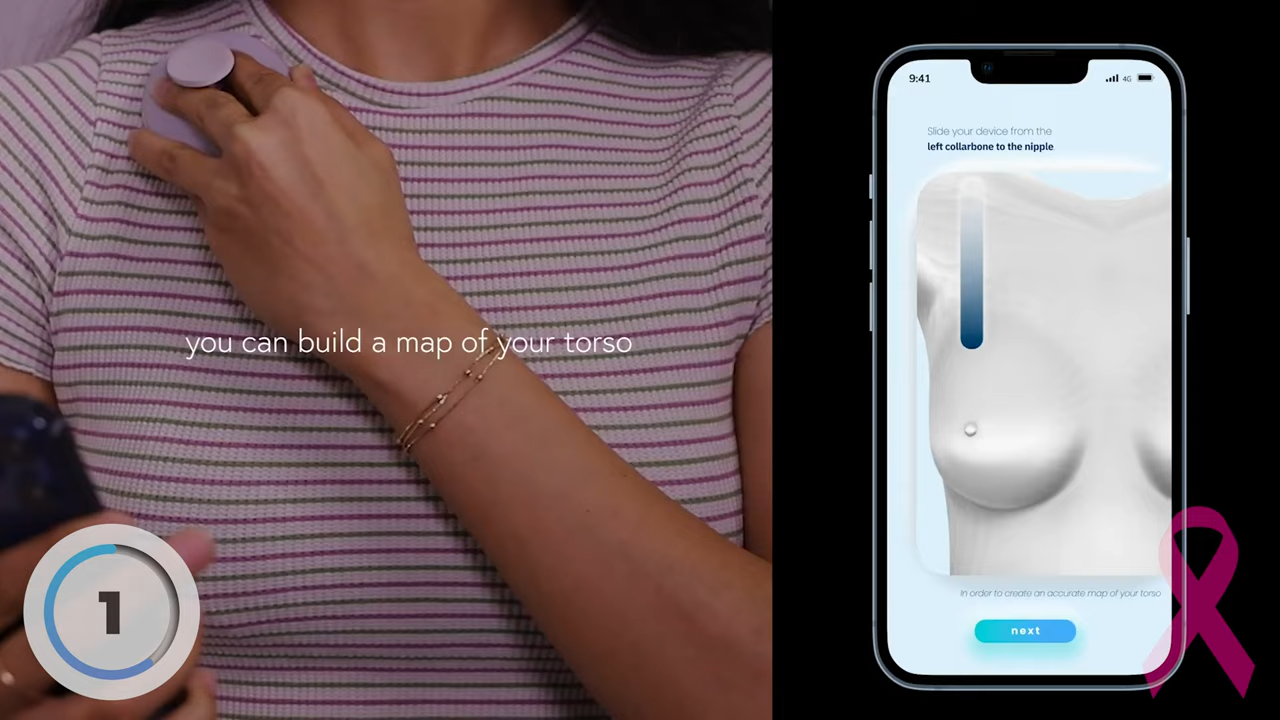 you can build a map of your torso
1
9:41
4G
Slide your device from the
left collarbone to the nipple
In order to create an accurate map of your torso
next